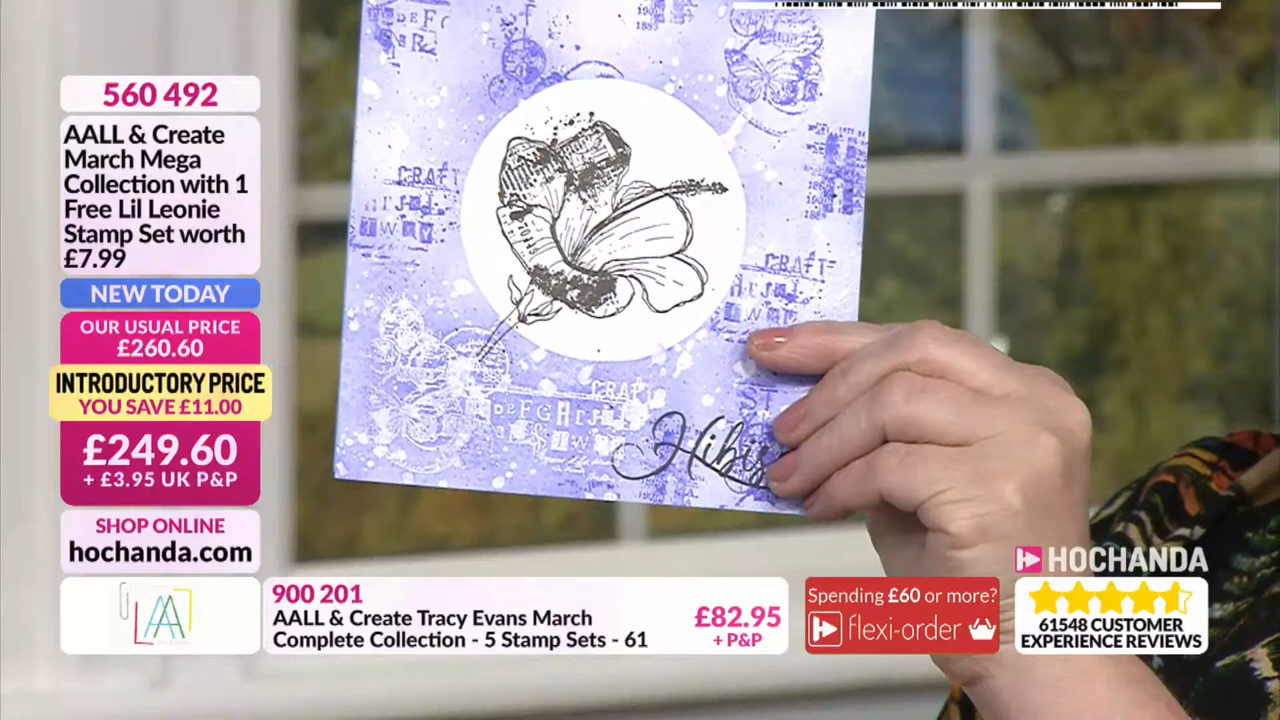 560 492
AALL & Create
March Mega
Collection with 1
Free Lil Leonie
Stamp Set worth
£7.99
NEW TODAY
OUR USUAL PRICE
£260.60
INTRODUCTORY PRICE
YOU SAVE £11.00
£249.60
+ £3.95 UK P&P
SHOP ONLINE
hochanda.com
CRAFT
CRAFT
CRAFT
DEFGHIJKL
ST
900 201
AALL & Create Tracy Evans March
Complete Collection - 5 Stamp Sets - 61
£82.95
+ P&P
Spending £60 or more?
flexi-order
HOCHANDA
61548 CUSTOMER
EXPERIENCE REVIEWS